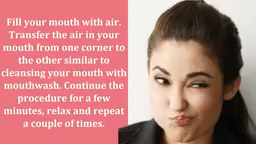 Fill your mouth with air.
Transfer the air in your
mouth from one corner to
the other similar to
cleansing your mouth with
mouthwash. Continue the
procedure for a few
minutes, relax and repeat
a couple of times.